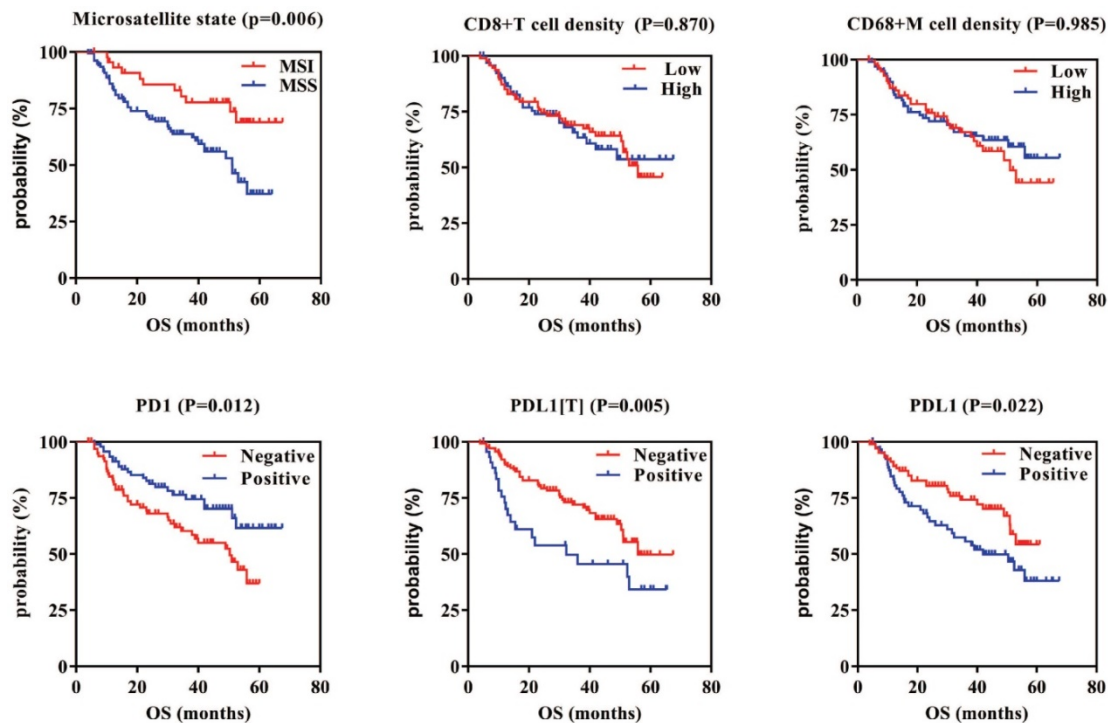 Microsatellite state (p=0.006)
probability (%)
100
75
50
25
0
MSI
MSS
0 20 40 60 80
OS (months)
CD8+T cell density (P=0.870)
probability (%)
100
75
50
25
0
Low
High
0 20 40 60 80
OS (months)
CD68+M cell density (P=0.985)
probability (%)
100
75
50
25
0
Low
High
0 20 40 60 80
OS (months)
PD1 (P=0.012)
probability (%)
100
75
50
25
0
Negative
Positive
0 20 40 60 80
OS (months)
PDL1[T] (P=0.005)
probability (%)
100
75
50
25
0
Negative
Positive
0 20 40 60 80
OS (months)
PDL1 (P=0.022)
probability (%)
100
75
50
25
0
Negative
Positive
0 20 40 60 80
OS (months)